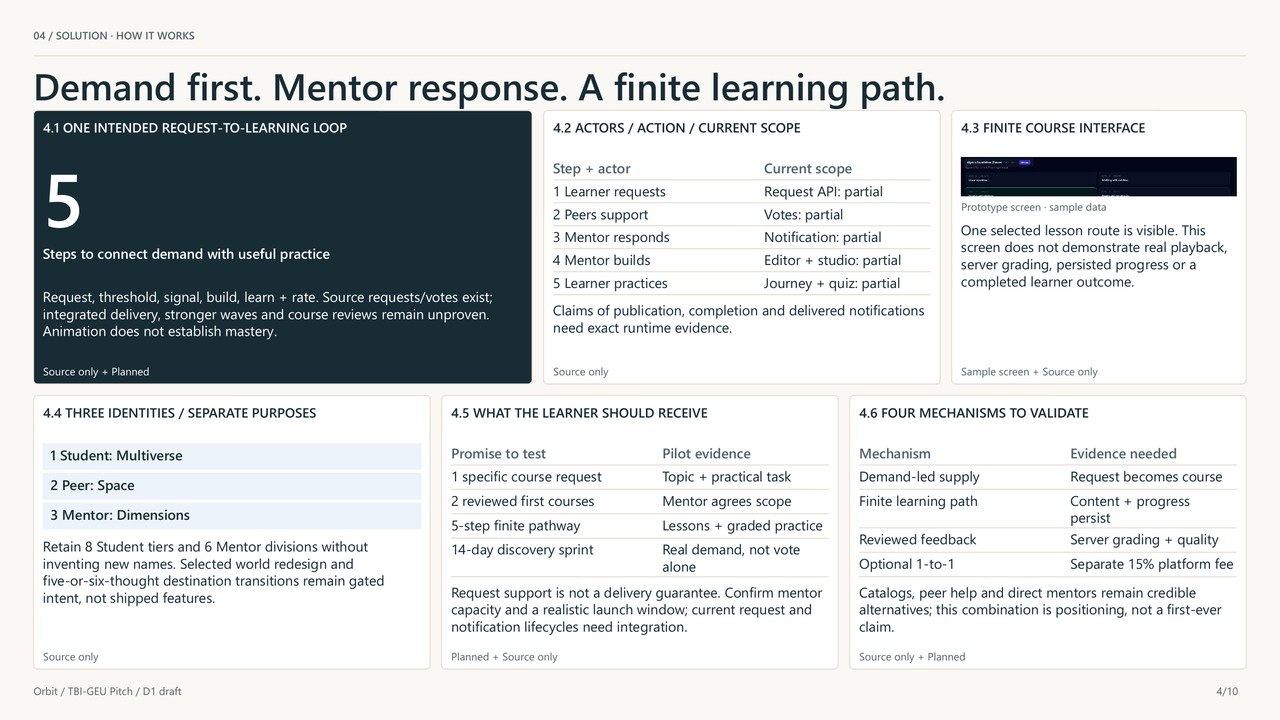 04 / SOLUTION · HOW IT WORKS
Demand first. Mentor response. A finite learning path.
4.1 ONE INTENDED REQUEST-TO-LEARNING LOOP
5
Steps to connect demand with useful practice
Request, threshold, signal, build, learn + rate. Source requests/votes exist;
integrated delivery, stronger waves and course reviews remain unproven.
Animation does not establish mastery.
Source only + Planned
4.2 ACTORS / ACTION / CURRENT SCOPE
Step + actor Current scope
1 Learner requests Request API: partial
2 Peers support Votes: partial
3 Mentor responds Notification: partial
4 Mentor builds Editor + studio: partial
5 Learner practices Journey + quiz: partial
Claims of publication, completion and delivered notifications
need exact runtime evidence.
Source only
4.3 FINITE COURSE INTERFACE
Prototype screen · sample data
One selected lesson route is visible. This
screen does not demonstrate real playback,
server grading, persisted progress or a
completed learner outcome.
Sample screen + Source only
4.4 THREE IDENTITIES / SEPARATE PURPOSES
1 Student: Multiverse
2 Peer: Space
3 Mentor: Dimensions
Retain 8 Student tiers and 6 Mentor divisions without
inventing new names. Selected world redesign and
five-or-six-thought destination transitions remain gated
intent, not shipped features.
Source only
4.5 WHAT THE LEARNER SHOULD RECEIVE
Promise to test Pilot evidence
1 specific course request Topic + practical task
2 reviewed first courses Mentor agrees scope
5-step finite pathway Lessons + graded practice
14-day discovery sprint Real demand, not vote
alone
Request support is not a delivery guarantee. Confirm mentor
capacity and a realistic launch window; current request and
notification lifecycles need integration.
Planned + Source only
4.6 FOUR MECHANISMS TO VALIDATE
Mechanism Evidence needed
Demand-led supply Request becomes course
Finite learning path Content + progress
persist
Reviewed feedback Server grading + quality
Optional 1-to-1 Separate 15% platform fee
Catalogs, peer help and direct mentors remain credible
alternatives; this combination is positioning, not a first-ever
claim.
Source only + Planned
Orbit / TBI-GEU Pitch / D1 draft
4/10